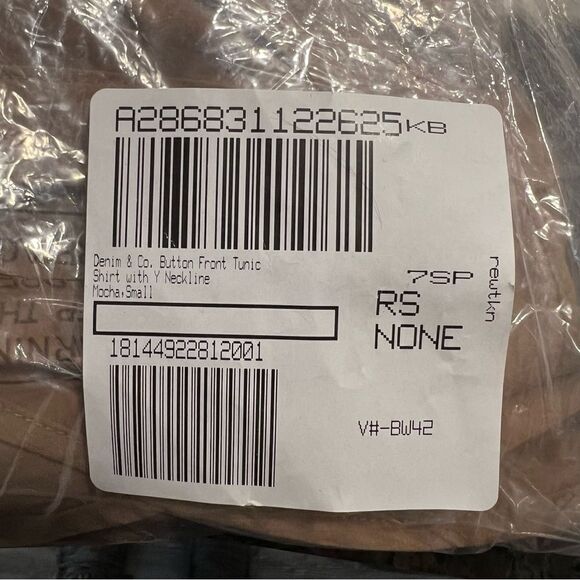 A286831122625KB
Denim & Co. Button Front Tunic
Shirt with Y Neckline
Mocha,Small
18144922812001
7SP
RS
NONE
V#-BW42
rewtkn